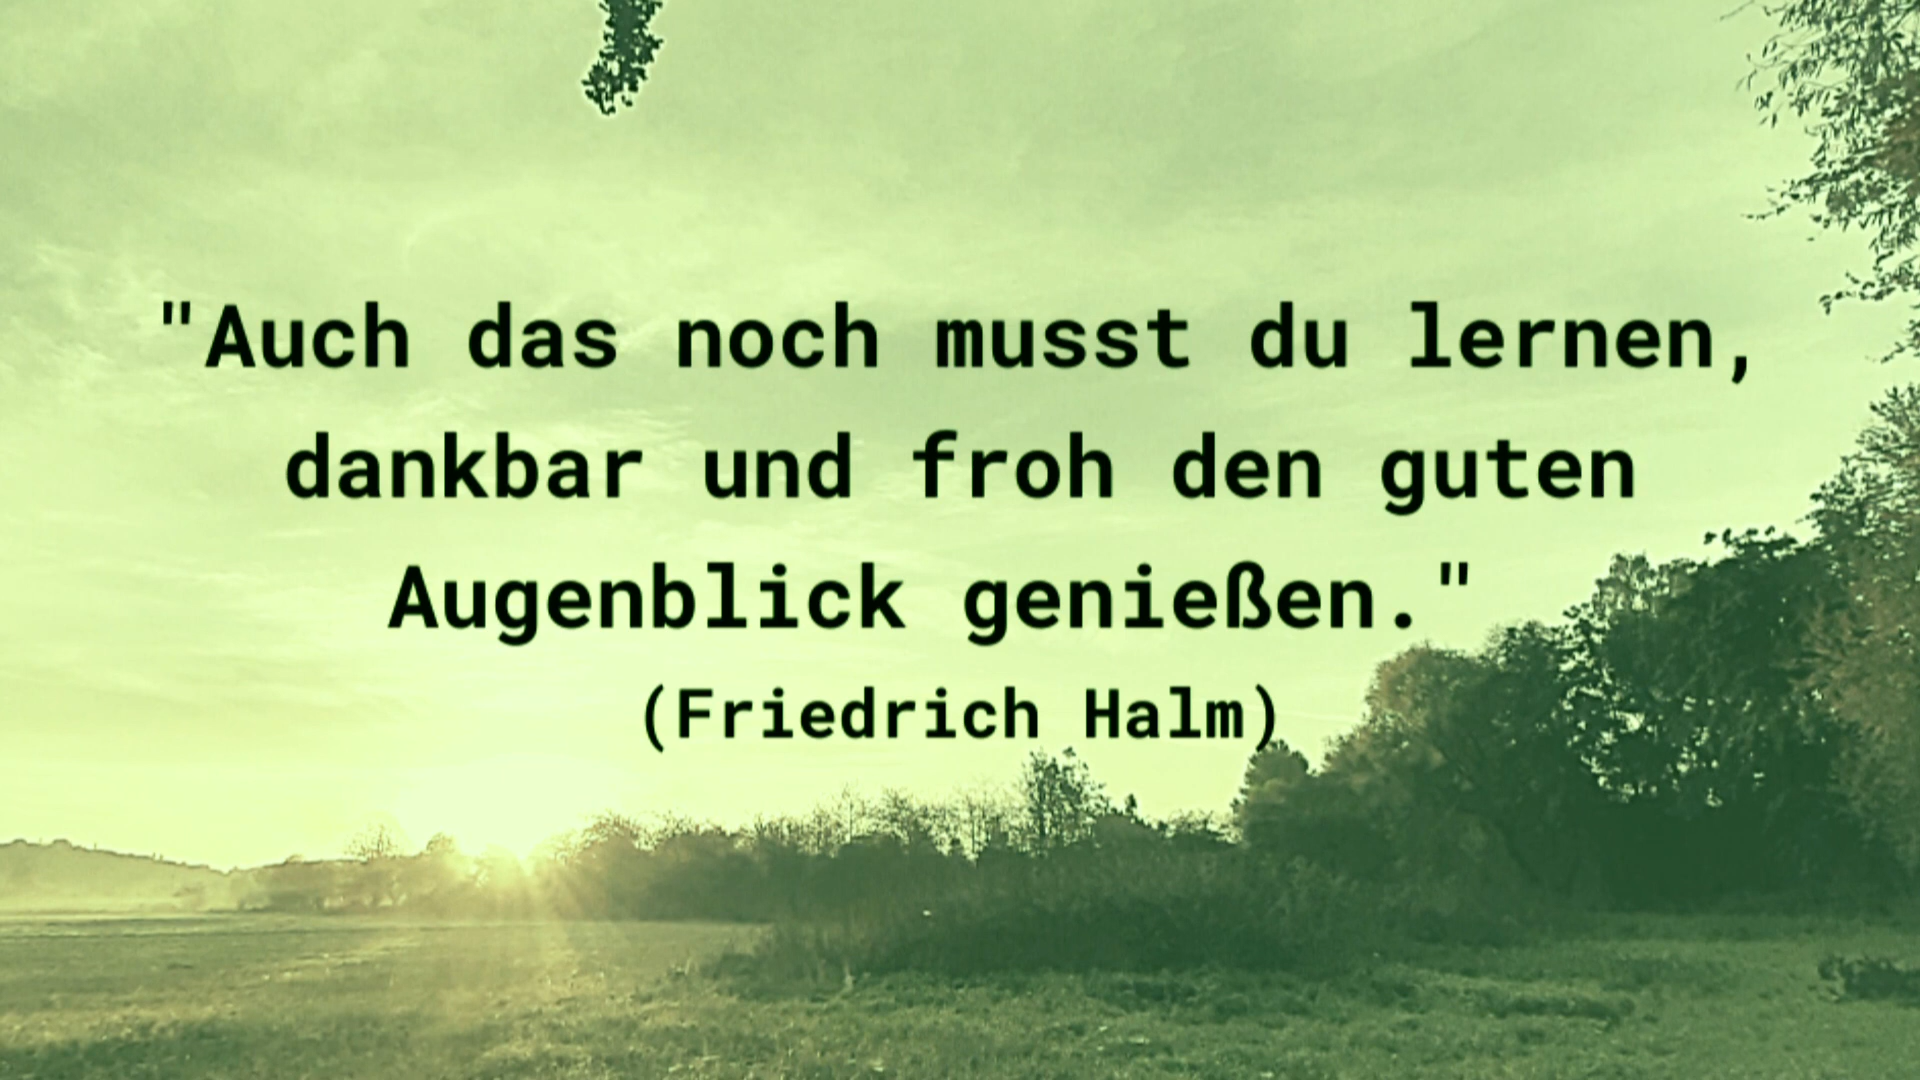 "Auch das noch musst du lernen,
dankbar und froh den guten
Augenblick genießen."
(Friedrich Halm)